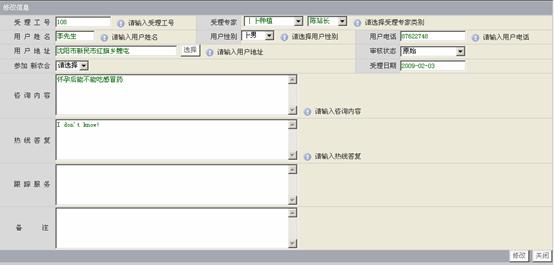 修改信息
受 理 工 号 108 请输入受理工号 受理专家 ├ ├种植 陈站长 请选择受理专家类别
用 户 姓 名 李先生 请输入用户姓名 用户性别 ├男 请选择用户性别 用户电话 87622748 请输入用户电话
用 户 地 址 沈阳市新民市红旗乡 选择 请输入用户地址 审核状态 原始
参加 新农合 请选择 受理日期 2009-02-03
咨 询 内 容 怀孕后能不能吃感冒药 请输入咨询内容
热 线 答 复 I don't know! 请输入热线答复
跟 踪 服 务
备 注
修改 关闭